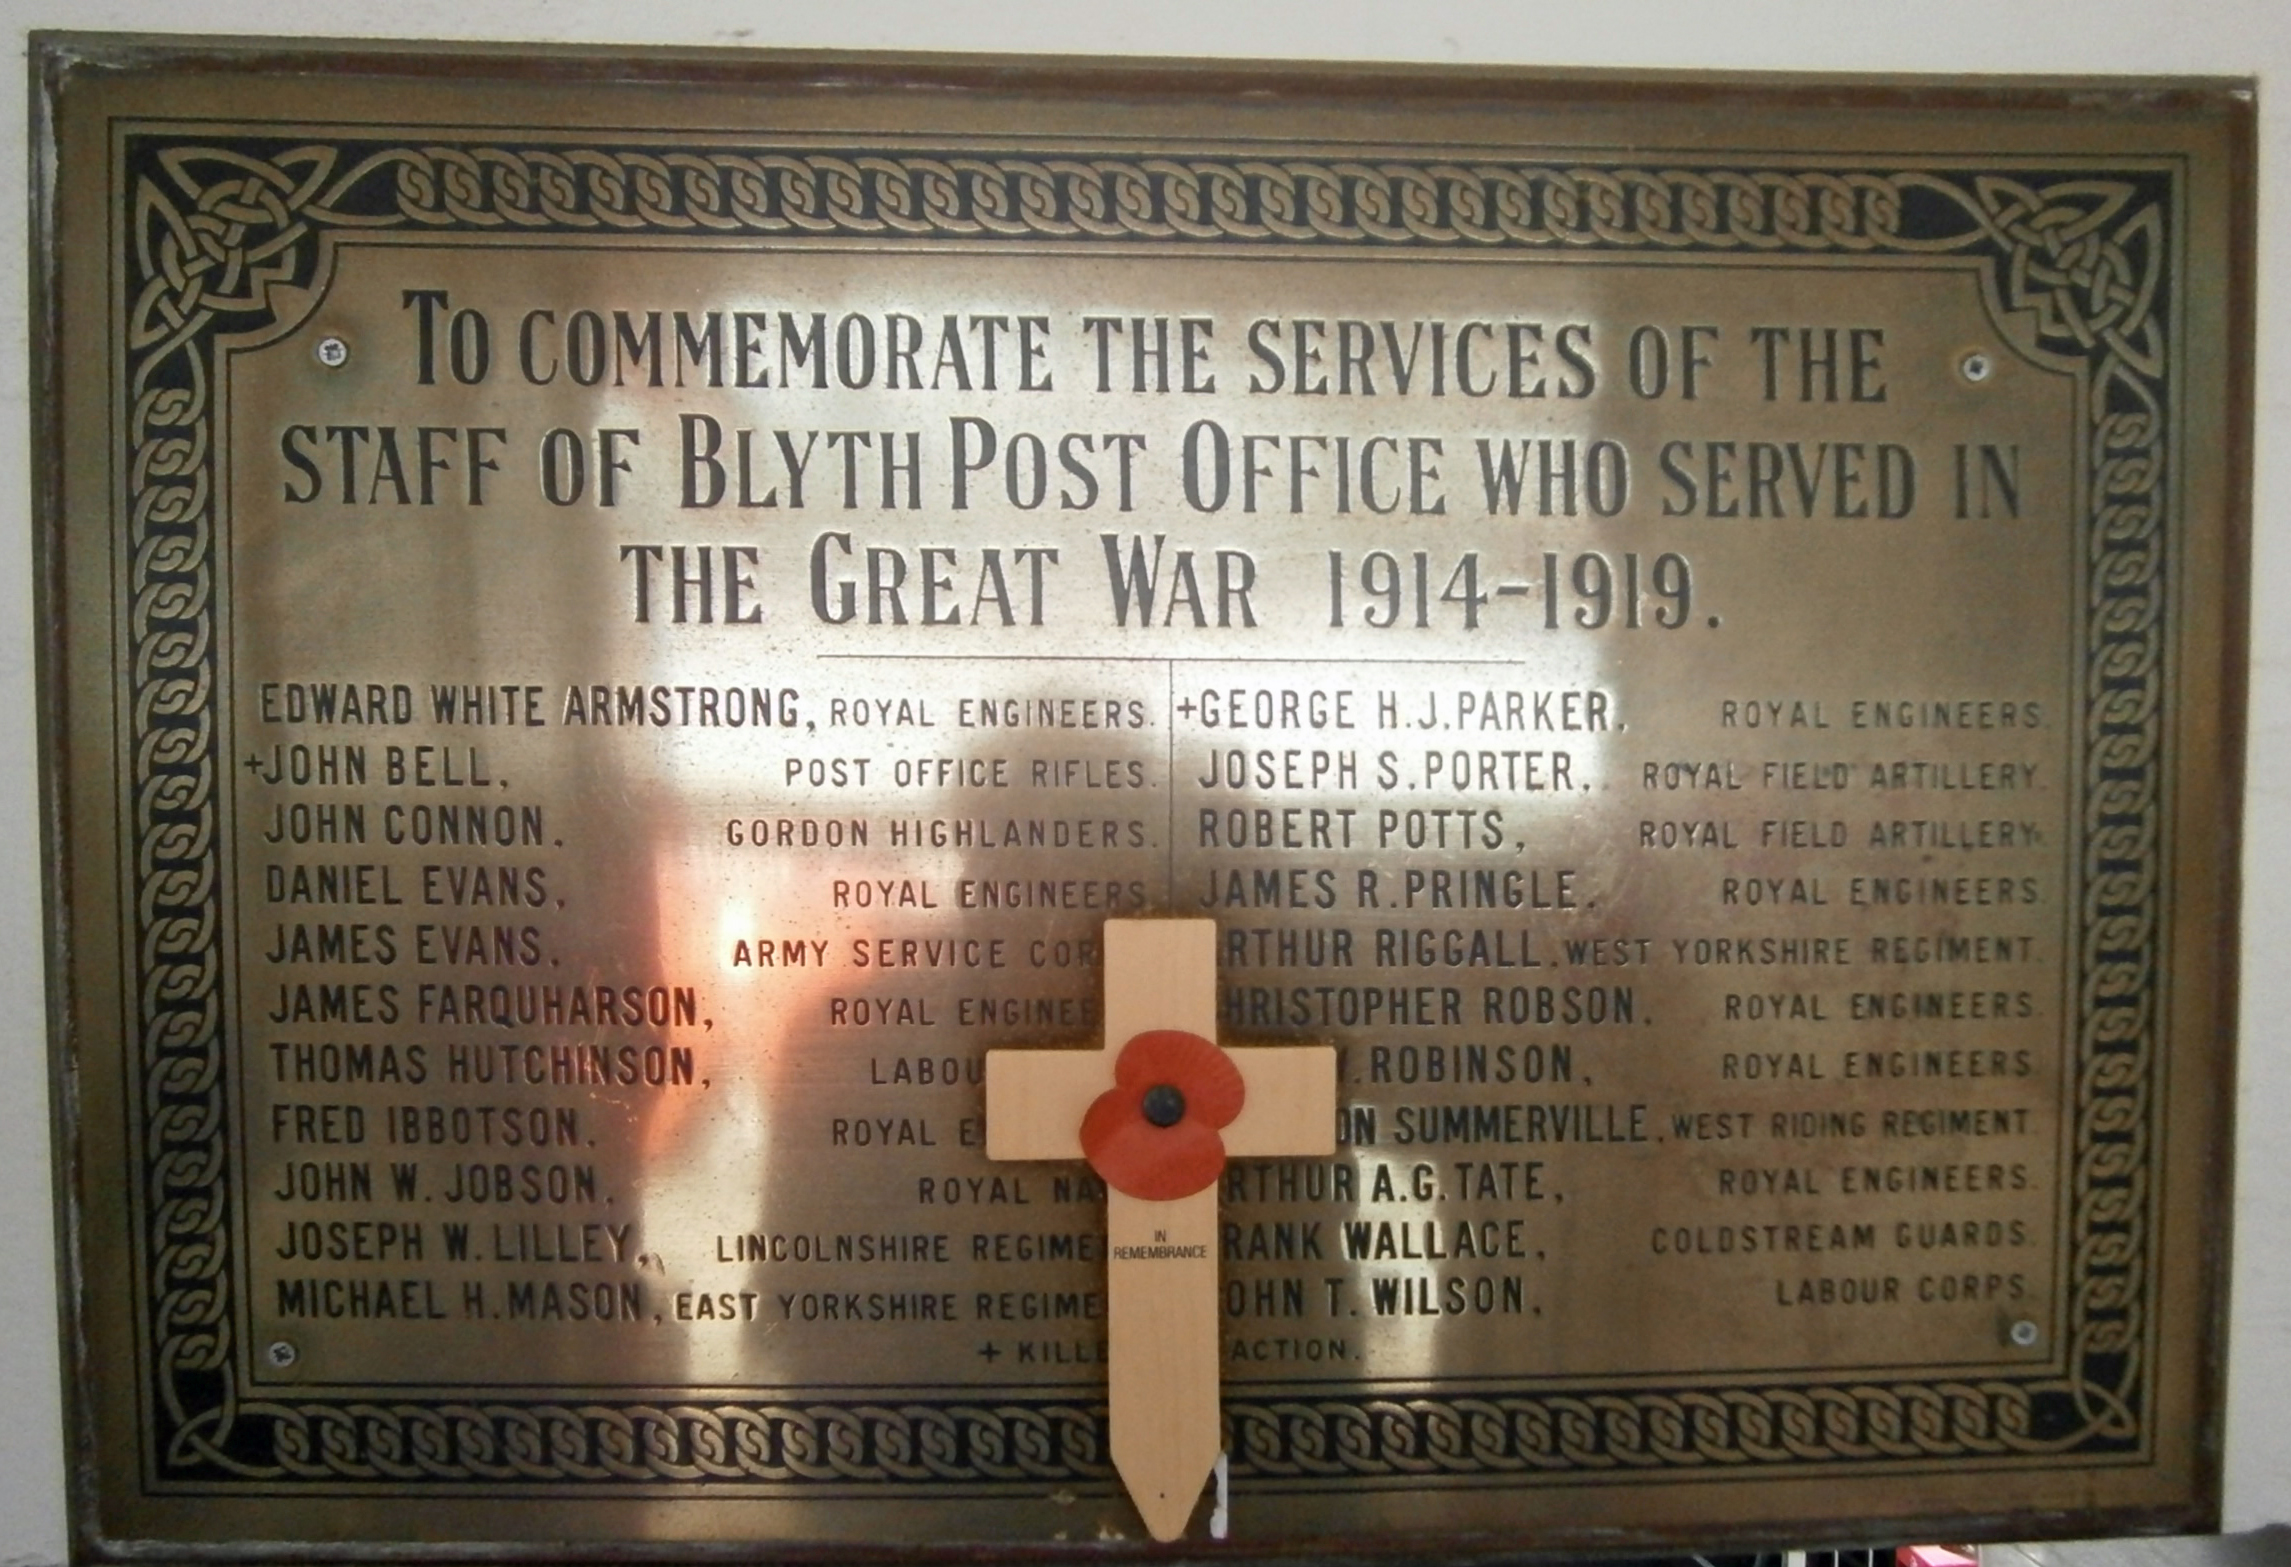 TO COMMEMORATE THE SERVICES OF THE
STAFF OF BLYTH POST OFFICE WHO SERVED IN
THE GREAT WAR 1914-1919.
EDWARD WHITE ARMSTRONG, ROYAL ENGINEERS.
+JOHN BELL, POST OFFICE RIFLES.
JOHN CONNON, GORDON HIGHLANDERS.
DANIEL EVANS, ROYAL ENGINEERS
JAMES EVANS, ARMY SERVICE
JAMES FARQUHARSON, ROYAL
THOMAS HUTCHINSON,
FRED IBBOTSON, ROYAL
JOHN W. JOBSON, ROYAL
JOSEPH W. LILLEY, LINCOLNSHIRE
MICHAEL H. MASON, EAST YORKSHIRE
+GEORGE H.J. PARKER, ROYAL ENGINEERS.
JOSEPH S. PORTER, ROYAL FIELD ARTILLERY.
ROBERT POTTS, ROYAL FIELD ARTILLERY.
JAMES R. PRINGLE, ROYAL ENGINEERS.
RIGGALL, WEST YORKSHIRE REGIMENT.
ROBSON, ROYAL ENGINEERS.
ROBINSON, ROYAL ENGINEERS
SUMMERVILLE, WEST RIDING REGIMENT.
A.G. TATE, ROYAL ENGINEERS.
WALLACE, COLDSTREAM GUARDS.
T. WILSON, LABOUR CORPS.
+ ACTION.
IN
REMEMBRANCE